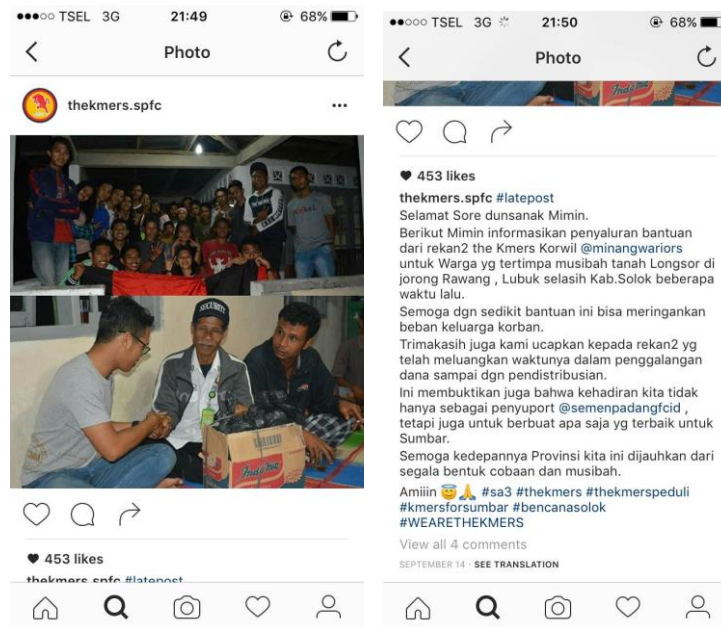 ●●●○○ TSEL 3G 21:49 68%
Photo
thekmers.spfc
SECURITY
Indomie
453 likes
thekmers.spfc #latepost
●●○○○ TSEL 3G 21:50 68%
Photo
Indomie
453 likes
thekmers.spfc #latepost
Selamat Sore dunsanak Mimin.
Berikut Mimin informasikan penyaluran bantuan
dari rekan2 the Kmers Korwil @minangwariors
untuk Warga yg tertimpa musibah tanah Longsor di
jorong Rawang , Lubuk selasih Kab.Solok beberapa
waktu lalu.
Semoga dgn sedikit bantuan ini bisa meringankan
beban keluarga korban.
Trimakasih juga kami ucapkan kepada rekan2 yg
telah meluangkan waktunya dalam penggalangan
dana sampai dgn pendistribusian.
Ini membuktikan juga bahwa kehadiran kita tidak
hanya sebagai penyuport @semenpadangfcid ,
tetapi juga untuk berbuat apa saja yg terbaik untuk
Sumbar.
Semoga kedepannya Provinsi kita ini dijauhkan dari
segala bentuk cobaan dan musibah.
Amiiin 😇🙏 #sa3 #thekmers #thekmerspeduli
#kmersforsumbar #bencanasolok
#WEARETHEKMERS
View all 4 comments
SEPTEMBER 14 · SEE TRANSLATION